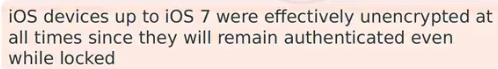 iOS devices up to iOS 7 were effectively unencrypted at
all times since they will remain authenticated even
while locked